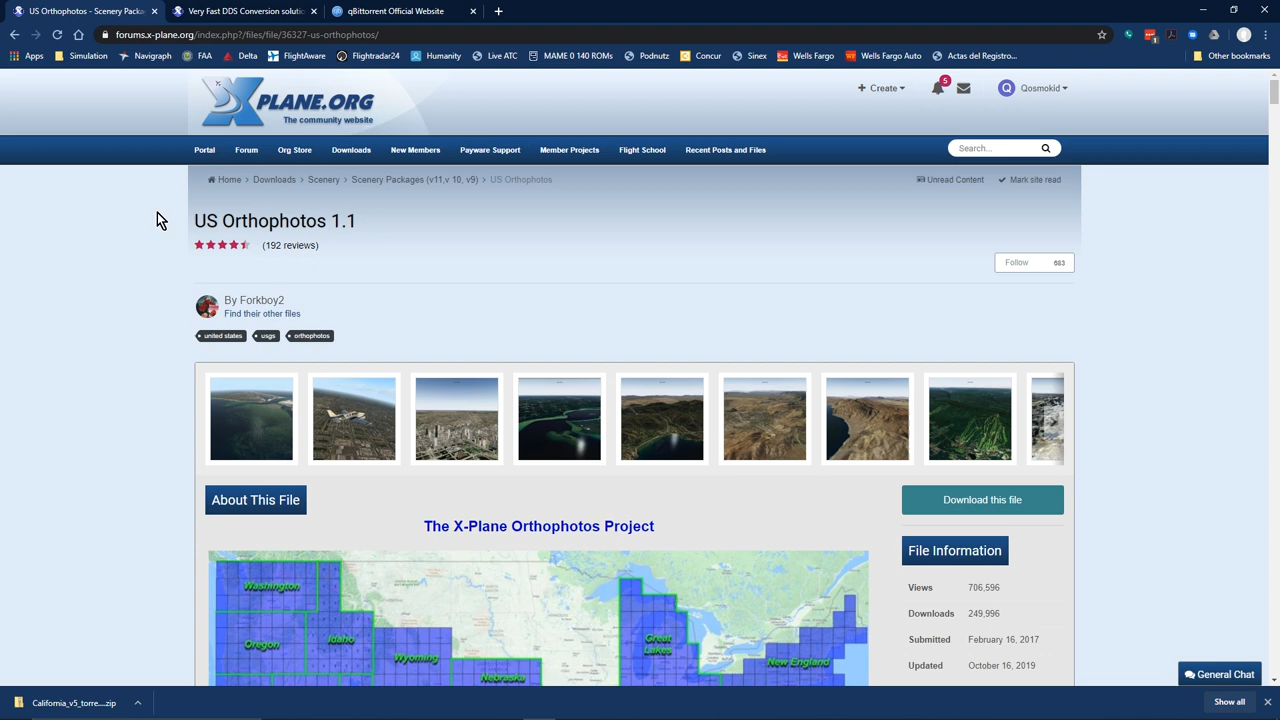 US Orthophotos - Scenery Packa
Very Fast DDS Conversion solutio
qBittorrent Official Website
forums.x-plane.org/index.php?/files/file/36327-us-orthophotos/
Apps
Simulation
Navigraph
FAA
Delta
FlightAware
Flightradar24
Humanity
Live ATC
MAME 0 140 ROMs
Podnutz
Concur
Sinex
Wells Fargo
Wells Fargo Auto
Actas del Registro...
Other bookmarks
X PLANE.ORG
The community website
Create
5
Q
Qosmokid
Portal
Forum
Org Store
Downloads
New Members
Payware Support
Member Projects
Flight School
Recent Posts and Files
Search...
Home > Downloads > Scenery > Scenery Packages (v11,v 10, v9) > US Orthophotos
Unread Content
Mark site read
US Orthophotos 1.1
(192 reviews)
Follow 683
By Forkboy2
Find their other files
united states
usgs
orthophotos
About This File
Download this file
The X-Plane Orthophotos Project
File Information
Washington
Oregon
Idaho
Wyoming
Nebraska
Great
Lakes
New England
Views 706,596
Downloads 249,996
Submitted February 16, 2017
Updated October 16, 2019
General Chat
California_v5_torre....zip
Show all